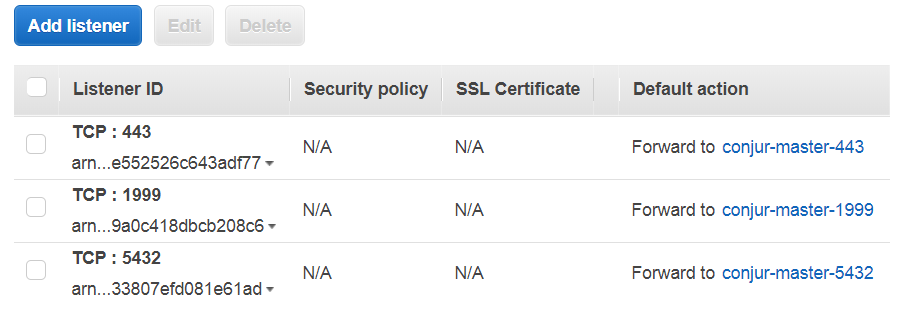 Add listener Edit Delete
Listener ID Security policy SSL Certificate Default action
TCP : 443
arn...e552526c643adf77 N/A N/A Forward to conjur-master-443
TCP : 1999
arn...9a0c418dbcb208c6 N/A N/A Forward to conjur-master-1999
TCP : 5432
arn...33807efd081e61ad N/A N/A Forward to conjur-master-5432